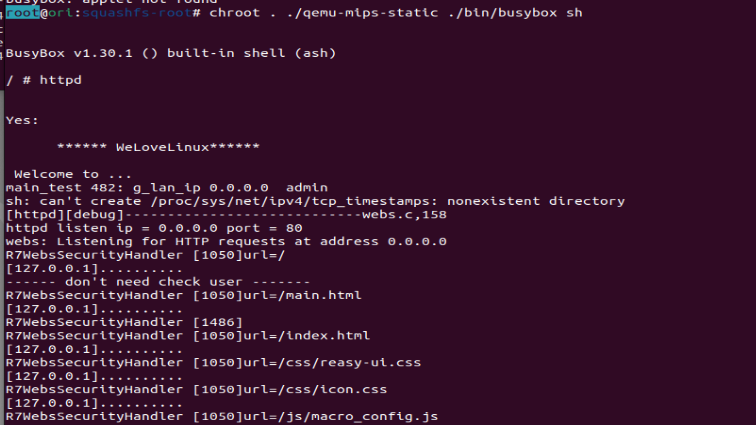 BusyBox: applet not found
root@ori:squashfs-root# chroot . ./qemu-mips-static ./bin/busybox sh
BusyBox v1.30.1 () built-in shell (ash)
/ # httpd
Yes:
****** WeLoveLinux******
Welcome to ...
main_test 482: g_lan_ip 0.0.0.0  admin
sh: can't create /proc/sys/net/ipv4/tcp_timestamps: nonexistent directory
[httpd][debug]----------------------------webs.c,158
httpd listen ip = 0.0.0.0 port = 80
webs: Listening for HTTP requests at address 0.0.0.0
R7WebsSecurityHandler [1050]url=/
[127.0.0.1]..........
------ don't need check user -------
R7WebsSecurityHandler [1050]url=/main.html
[127.0.0.1]..........
R7WebsSecurityHandler [1486]
R7WebsSecurityHandler [1050]url=/index.html
[127.0.0.1]..........
R7WebsSecurityHandler [1050]url=/css/reasy-ui.css
[127.0.0.1]..........
R7WebsSecurityHandler [1050]url=/css/icon.css
[127.0.0.1]..........
R7WebsSecurityHandler [1050]url=/js/macro_config.js